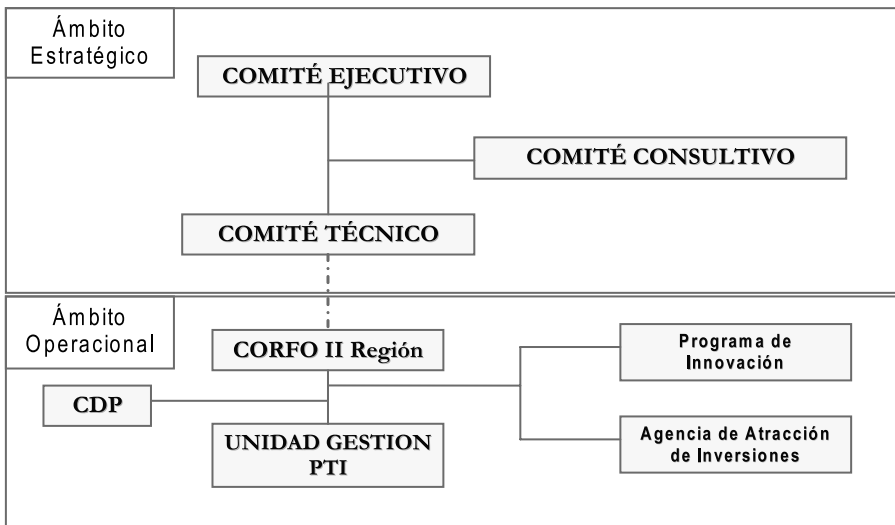 Ámbito
Estratégico
COMITÉ EJECUTIVO
COMITÉ CONSULTIVO
COMITÉ TÉCNICO
Ámbito
Operacional
CORFO II Región
Programa de
Innovación
CDP
UNIDAD GESTION
PTI
Agencia de Atracción
de Inversiones